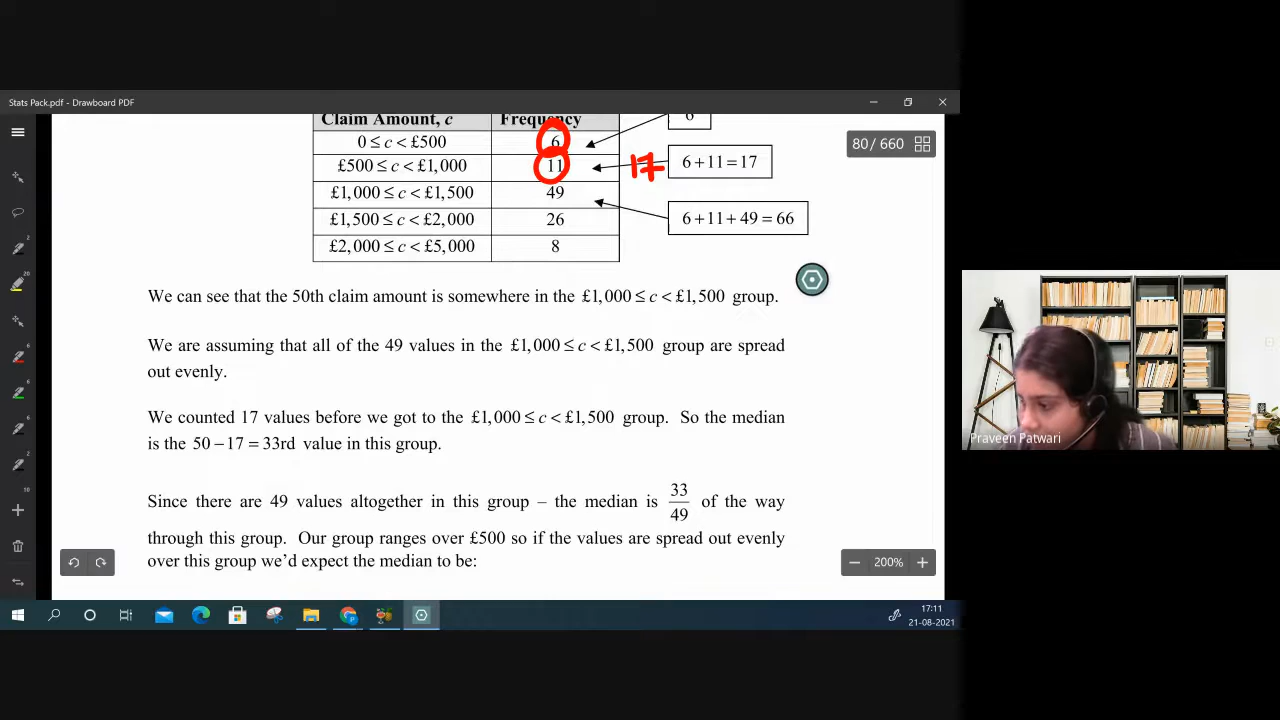 Stats Pack.pdf - Drawboard PDF
Claim Amount, c Frequency
6
0 ≤ c < £500 6
£500 ≤ c < £1,000 11
17
6 + 11 = 17
£1,000 ≤ c < £1,500 49
£1,500 ≤ c < £2,000 26
6 + 11 + 49 = 66
£2,000 ≤ c < £5,000 8
80 / 660
We can see that the 50th claim amount is somewhere in the £1,000 ≤ c < £1,500 group.
We are assuming that all of the 49 values in the £1,000 ≤ c < £1,500 group are spread
out evenly.
We counted 17 values before we got to the £1,000 ≤ c < £1,500 group. So the median
is the 50 − 17 = 33rd value in this group.
Since there are 49 values altogether in this group – the median is 33/49 of the way
through this group. Our group ranges over £500 so if the values are spread out evenly
over this group we'd expect the median to be:
200%
Praveen Patwari
17:11
21-08-2021